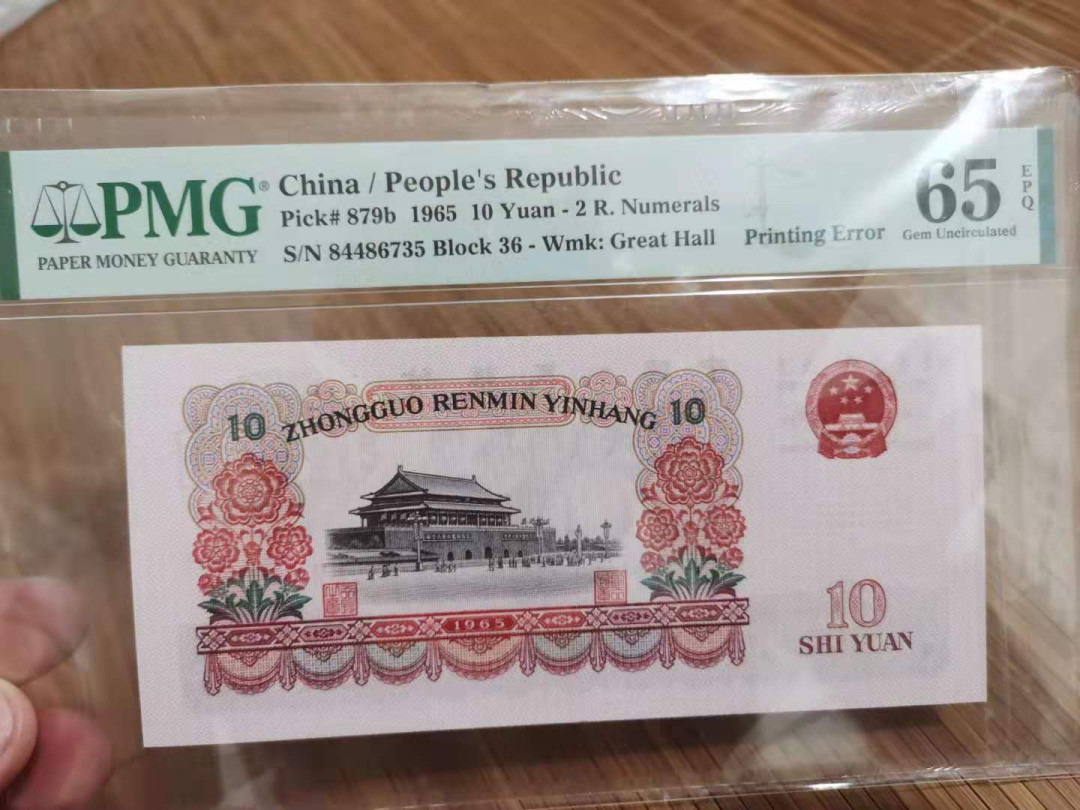 PMG®
PAPER MONEY GUARANTY
China / People's Republic
Pick# 879b 1965 10 Yuan - 2 R. Numerals
S/N 84486735 Block 36 - Wmk: Great Hall
Printing Error
65
EPQ
Gem Uncirculated
10 ZHONGGUO RENMIN YINHANG 10
1965
10
SHI YUAN